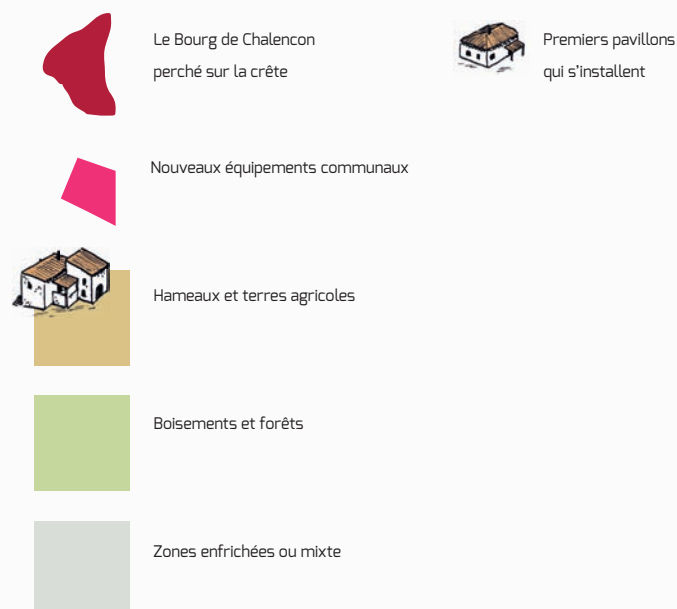 Le Bourg de Chalencon
perché sur la crête
Premiers pavillons
qui s'installent
Nouveaux équipements communaux
Hameaux et terres agricoles
Boisements et forêts
Zones enfrichées ou mixte